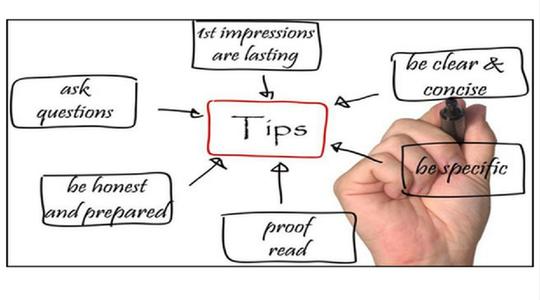 1st impressions
are lasting
be clear &
concise
ask
questions
Tips
be specific
be honest
and prepared
proof
read